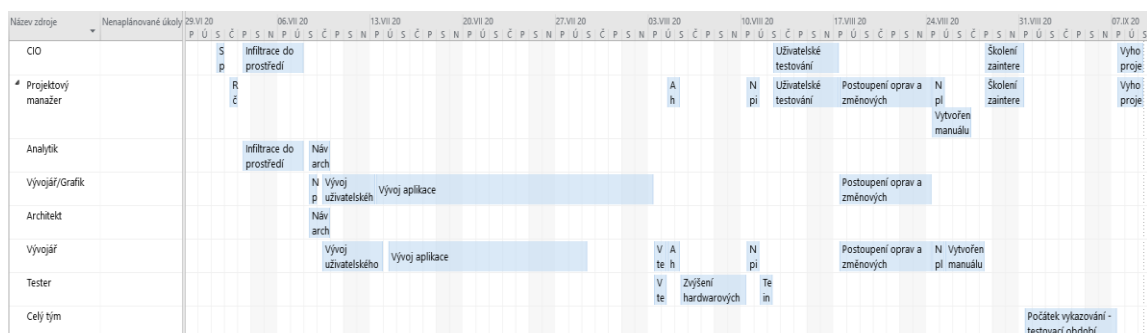 Název zdroje Nenaplánované úkoly 29.VI 20 06.VII 20 13.VII 20 20.VII 20 27.VII 20 03.VIII 20 10.VIII 20 17.VIII 20 24.VIII 20 31.VIII 20 07.IX 20
P Ú S Č P S N P Ú S Č P S N P Ú S Č P S N P Ú S Č P S N P Ú S Č P S N P Ú S Č P S N P Ú S Č P S N P Ú S Č P S N P Ú S Č P S N P Ú S Č P S N P Ú S
CIO S Infiltrace do Uživatelské Školení Vyho
p prostředí testování zaintere proje
Projektový R A N Uživatelské Postoupení oprav a N Školení Vyho
manažer č h pi testování změnových pl zaintere proje
Vytvořen
manuálu
Analytik Infiltrace do Náv
prostředí arch
Vývojář/Grafik N Vývoj Vývoj aplikace Postoupení oprav a
p uživatelskéh změnových
Architekt Náv
arch
Vývojář Vývoj Vývoj aplikace V A N Postoupení oprav a N Vytvořen
uživatelského te h pi změnových pl manuálu
Tester V Zvýšení Te
te hardwarových in
Celý tým Počátek vykazování -
testovací období